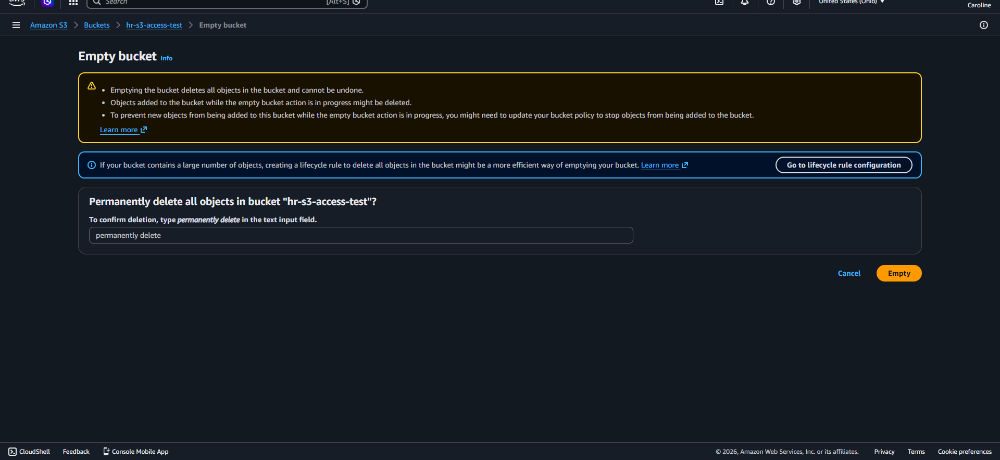 aws
Search
[Alt+S]
United States (Ohio)
Caroline
Amazon S3
Buckets
hr-s3-access-test
Empty bucket
Empty bucket Info
Emptying the bucket deletes all objects in the bucket and cannot be undone.
Objects added to the bucket while the empty bucket action is in progress might be deleted.
To prevent new objects from being added to this bucket while the empty bucket action is in progress, you might need to update your bucket policy to stop objects from being added to the bucket.
Learn more
If your bucket contains a large number of objects, creating a lifecycle rule to delete all objects in the bucket might be a more efficient way of emptying your bucket. Learn more
Go to lifecycle rule configuration
Permanently delete all objects in bucket "hr-s3-access-test"?
To confirm deletion, type permanently delete in the text input field.
permanently delete
Cancel
Empty
CloudShell
Feedback
Console Mobile App
© 2026, Amazon Web Services, Inc. or its affiliates.
Privacy
Terms
Cookie preferences